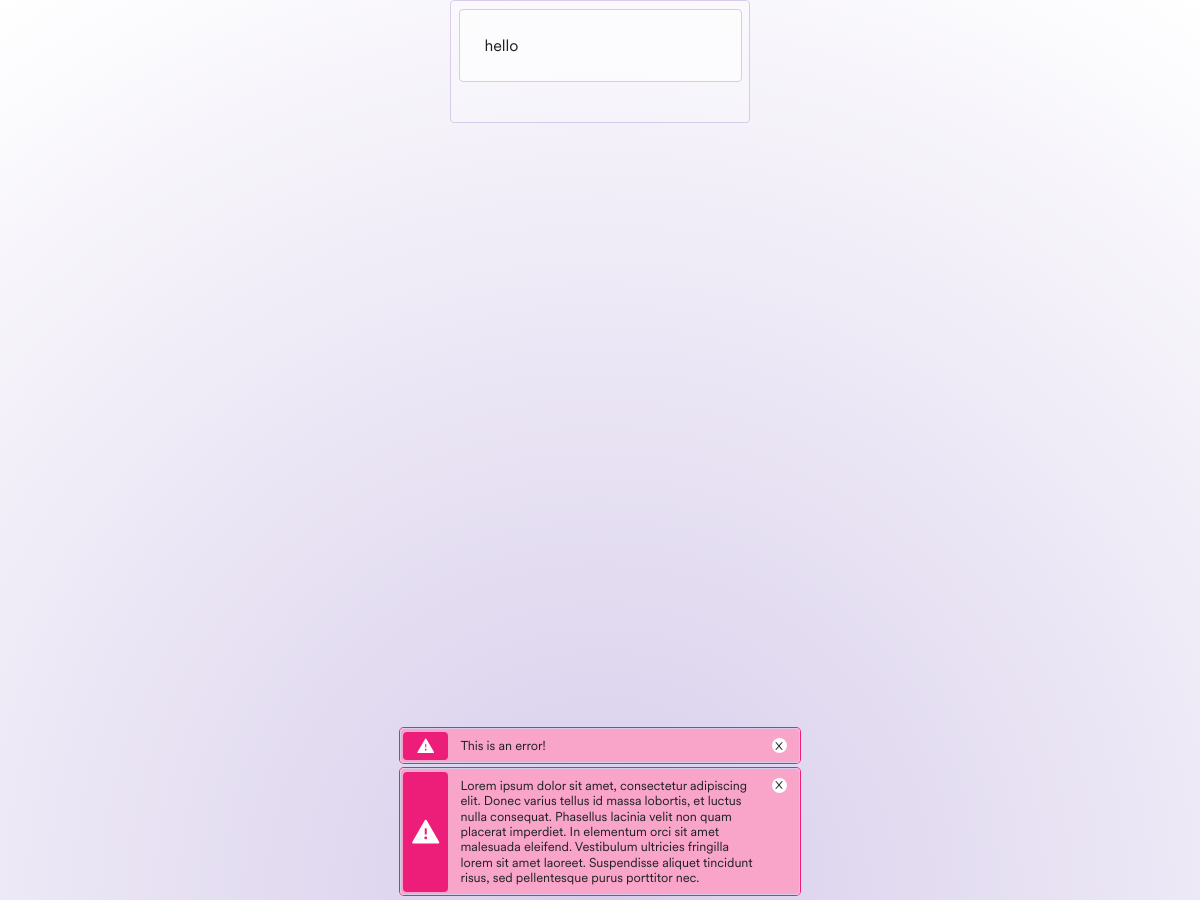 hello
This is an error!
X
Lorem ipsum dolor sit amet, consectetur adipiscing
X
elit. Donec varius tellus id massa lobortis, et luctus
nulla consequat. Phasellus lacinia velit non quam
placerat imperdiet. In elementum orci sit amet
malesuada eleifend. Vestibulum ultricies fringilla
lorem sit amet laoreet. Suspendisse aliquet tincidunt
risus, sed pellentesque purus porttitor nec.